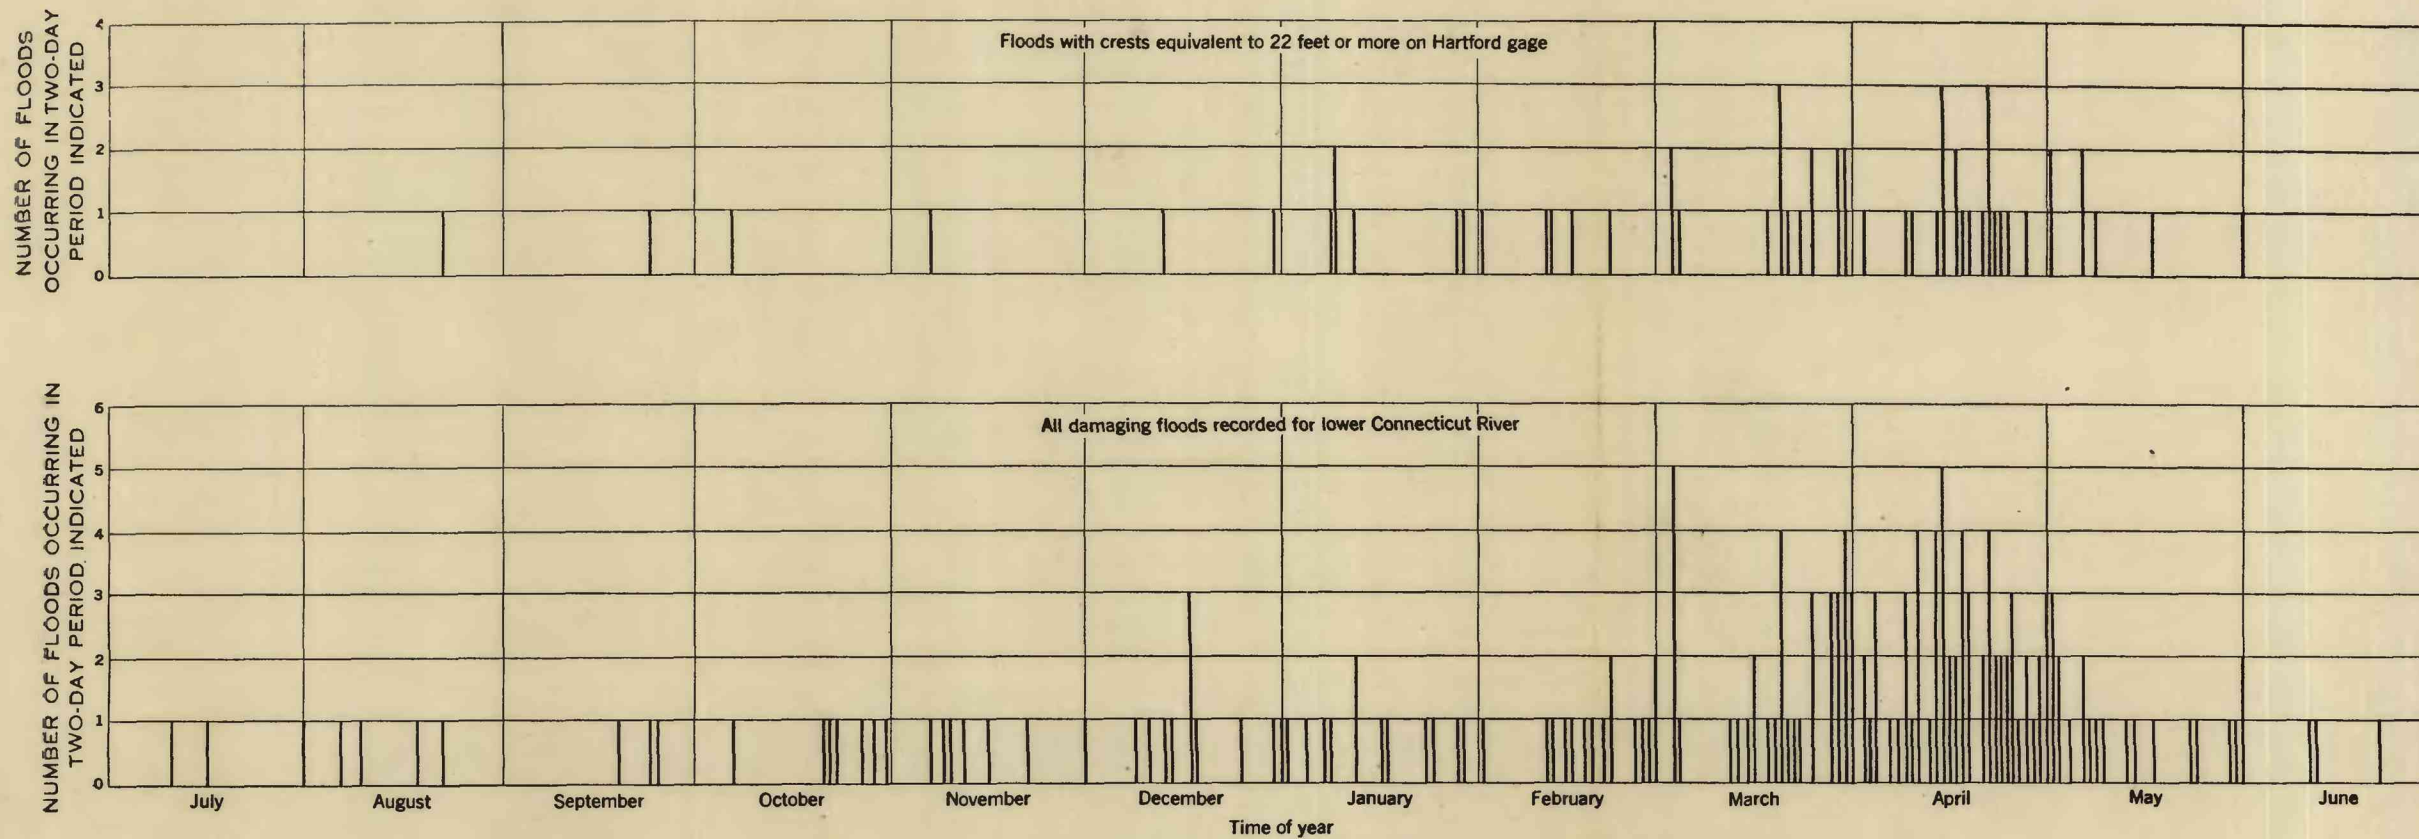 NUMBER OF FLOODS
OCCURRING IN TWO-DAY
PERIOD INDICATED
4
3
2
1
0
Floods with crests equivalent to 22 feet or more on Hartford gage
NUMBER OF FLOODS OCCURRING IN
TWO-DAY PERIOD INDICATED
6
5
4
3
2
1
0
All damaging floods recorded for lower Connecticut River
July August September October November December January February March April May June
Time of year